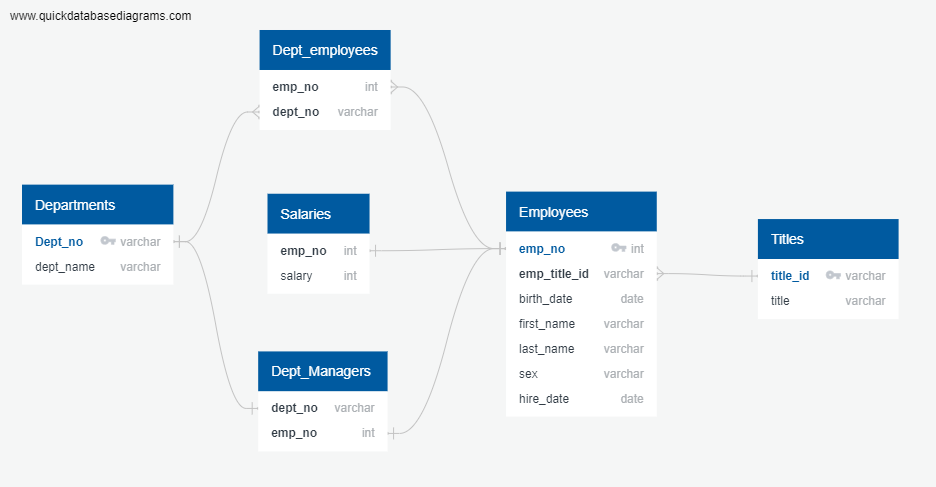 www.quickdatabasediagrams.com
Dept_employees
emp_no int
dept_no varchar
Departments
Dept_no varchar
dept_name varchar
Salaries
emp_no int
salary int
Dept_Managers
dept_no varchar
emp_no int
Employees
emp_no int
emp_title_id varchar
birth_date date
first_name varchar
last_name varchar
sex varchar
hire_date date
Titles
title_id varchar
title varchar